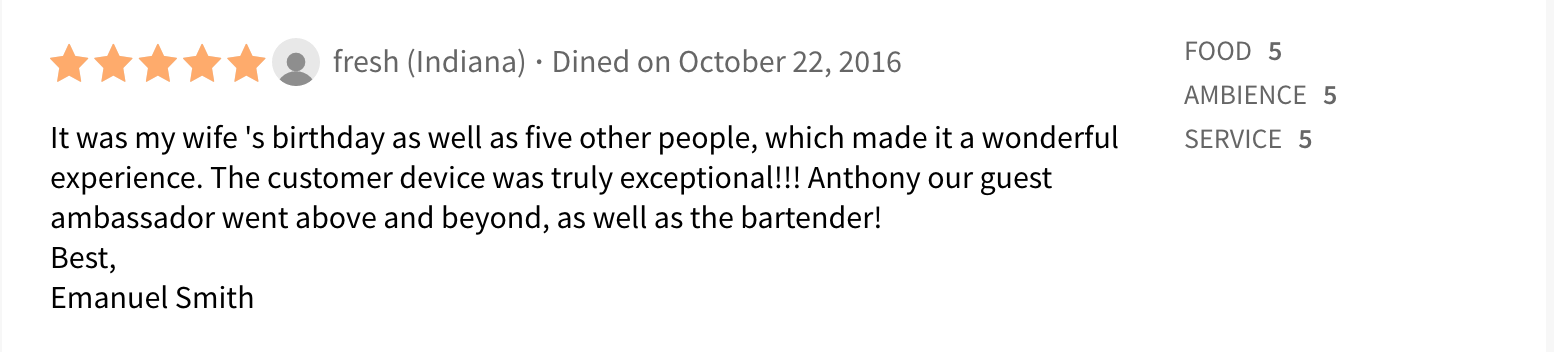 fresh (Indiana) · Dined on October 22, 2016
It was my wife 's birthday as well as five other people, which made it a wonderful
experience. The customer device was truly exceptional!!! Anthony our guest
ambassador went above and beyond, as well as the bartender!
Best,
Emanuel Smith
FOOD 5
AMBIENCE 5
SERVICE 5